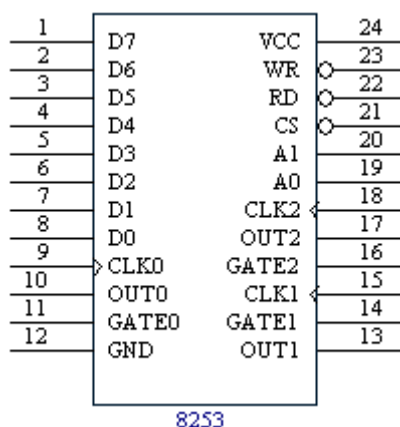 1 D7 VCC 24
2 D6 WR 23
3 D5 RD 22
4 D4 CS 21
5 D3 A1 20
6 D2 A0 19
7 D1 CLK2 18
8 D0 OUT2 17
9 CLK0 GATE2 16
10 OUT0 CLK1 15
11 GATE0 GATE1 14
12 GND OUT1 13
8253